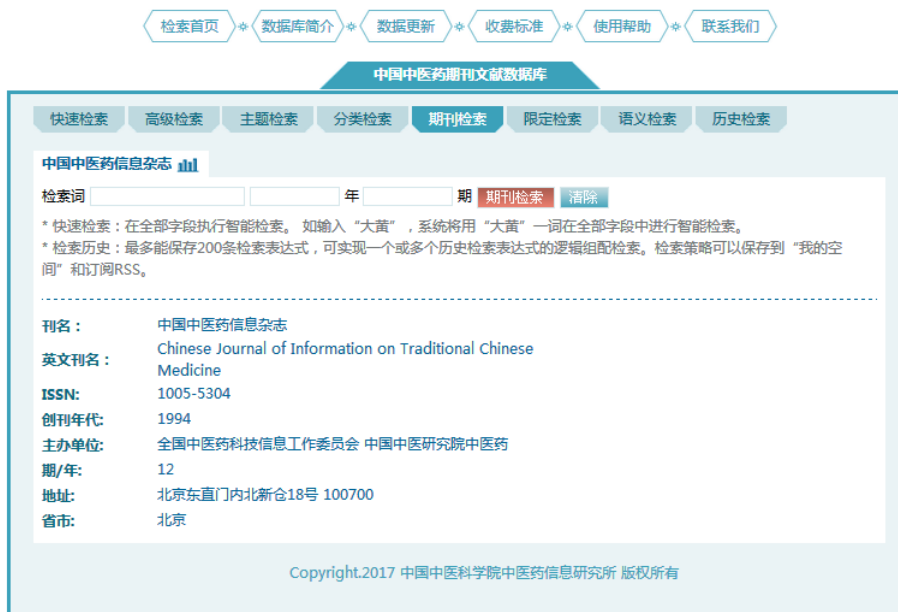 检索首页 数据库简介 数据更新 收费标准 使用帮助 联系我们
中国中医药期刊文献数据库
快速检索 高级检索 主题检索 分类检索 期刊检索 限定检索 语义检索 历史检索
中国中医药信息杂志
检索词 年 期 期刊检索 清除
* 快速检索：在全部字段执行智能检索。 如输入“大黄”，系统将用“大黄”一词在全部字段中进行智能检索。
* 检索历史：最多能保存200条检索表达式，可实现一个或多个历史检索表达式的逻辑组配检索。检索策略可以保存到“我的空
间”和订阅RSS。
刊名： 中国中医药信息杂志
英文刊名： Chinese Journal of Information on Traditional Chinese
Medicine
ISSN: 1005-5304
创刊年代: 1994
主办单位: 全国中医药科技信息工作委员会 中国中医研究院中医药
期/年: 12
地址: 北京东直门内北新仓18号 100700
省市: 北京
Copyright.2017 中国中医科学院中医药信息研究所 版权所有